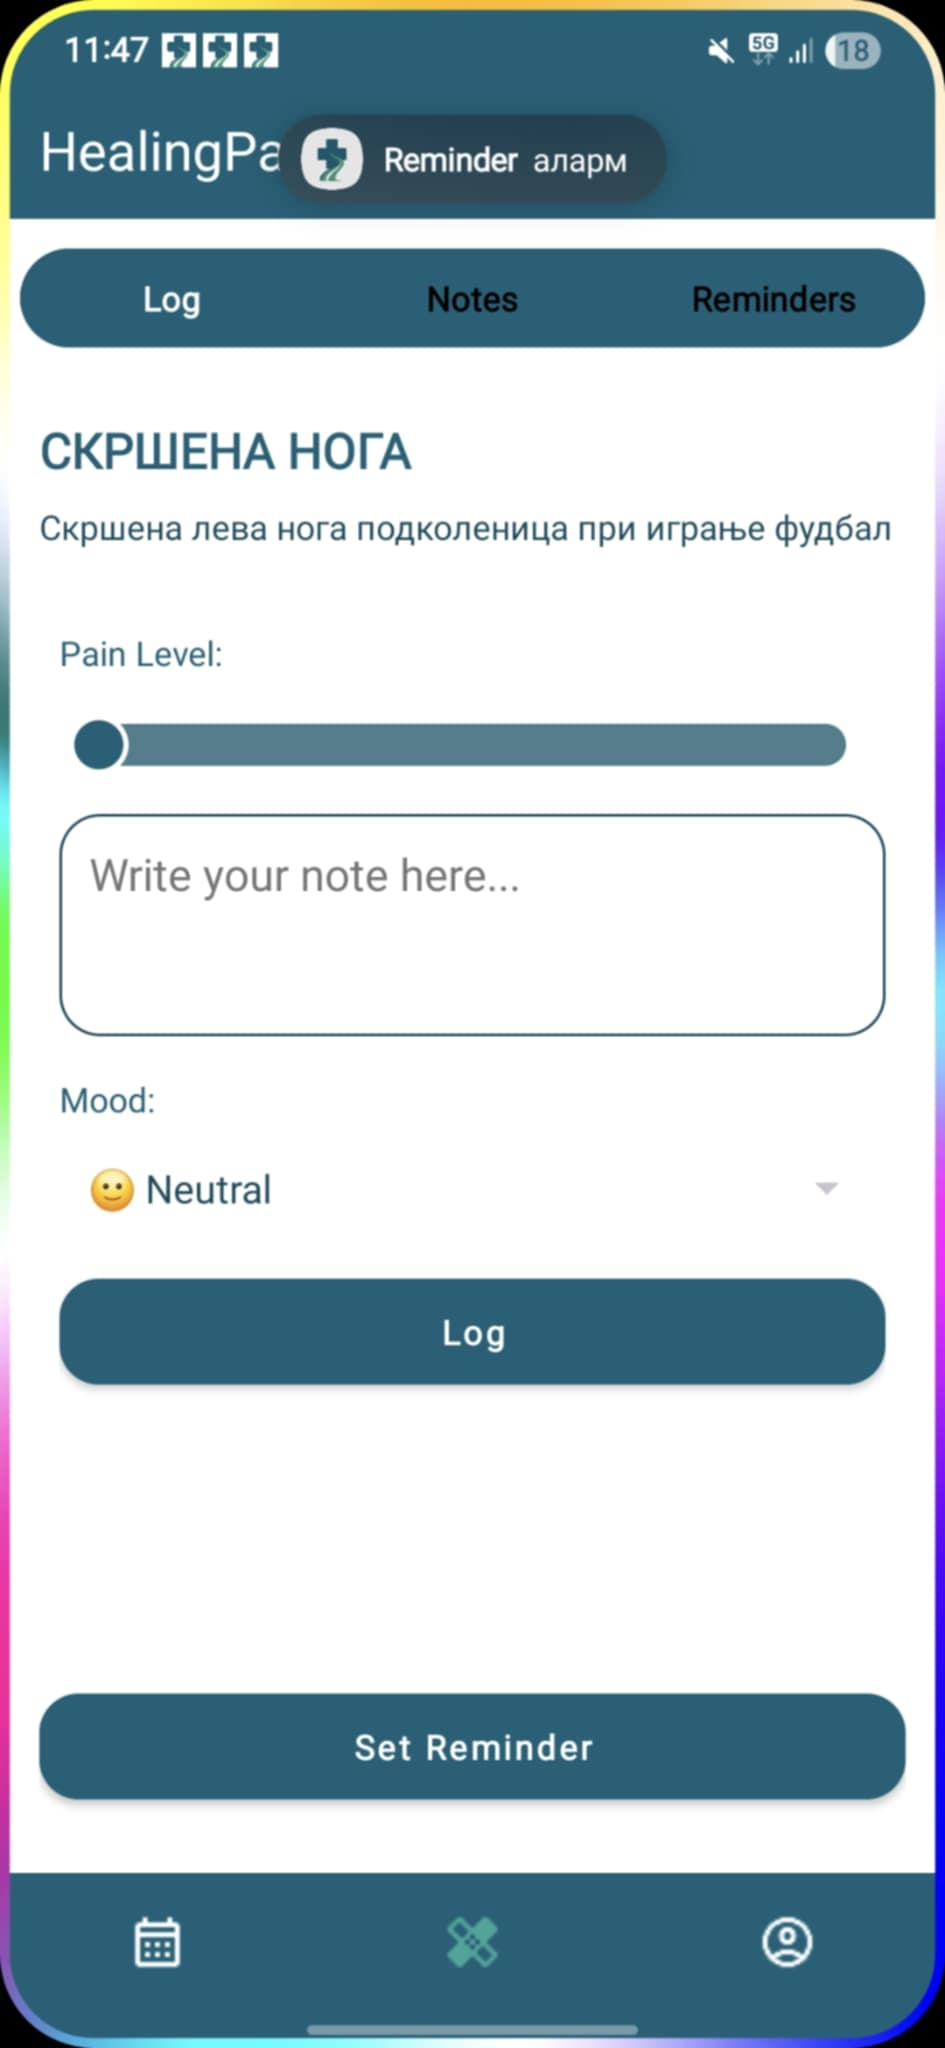 11:47 5G 18
HealingPa
Reminder аларм
Log Notes Reminders
СКРШЕНА НОГА
Скршена лева нога подколеница при играње фудбал
Pain Level:
Write your note here...
Mood:
🙂 Neutral
Log
Set Reminder